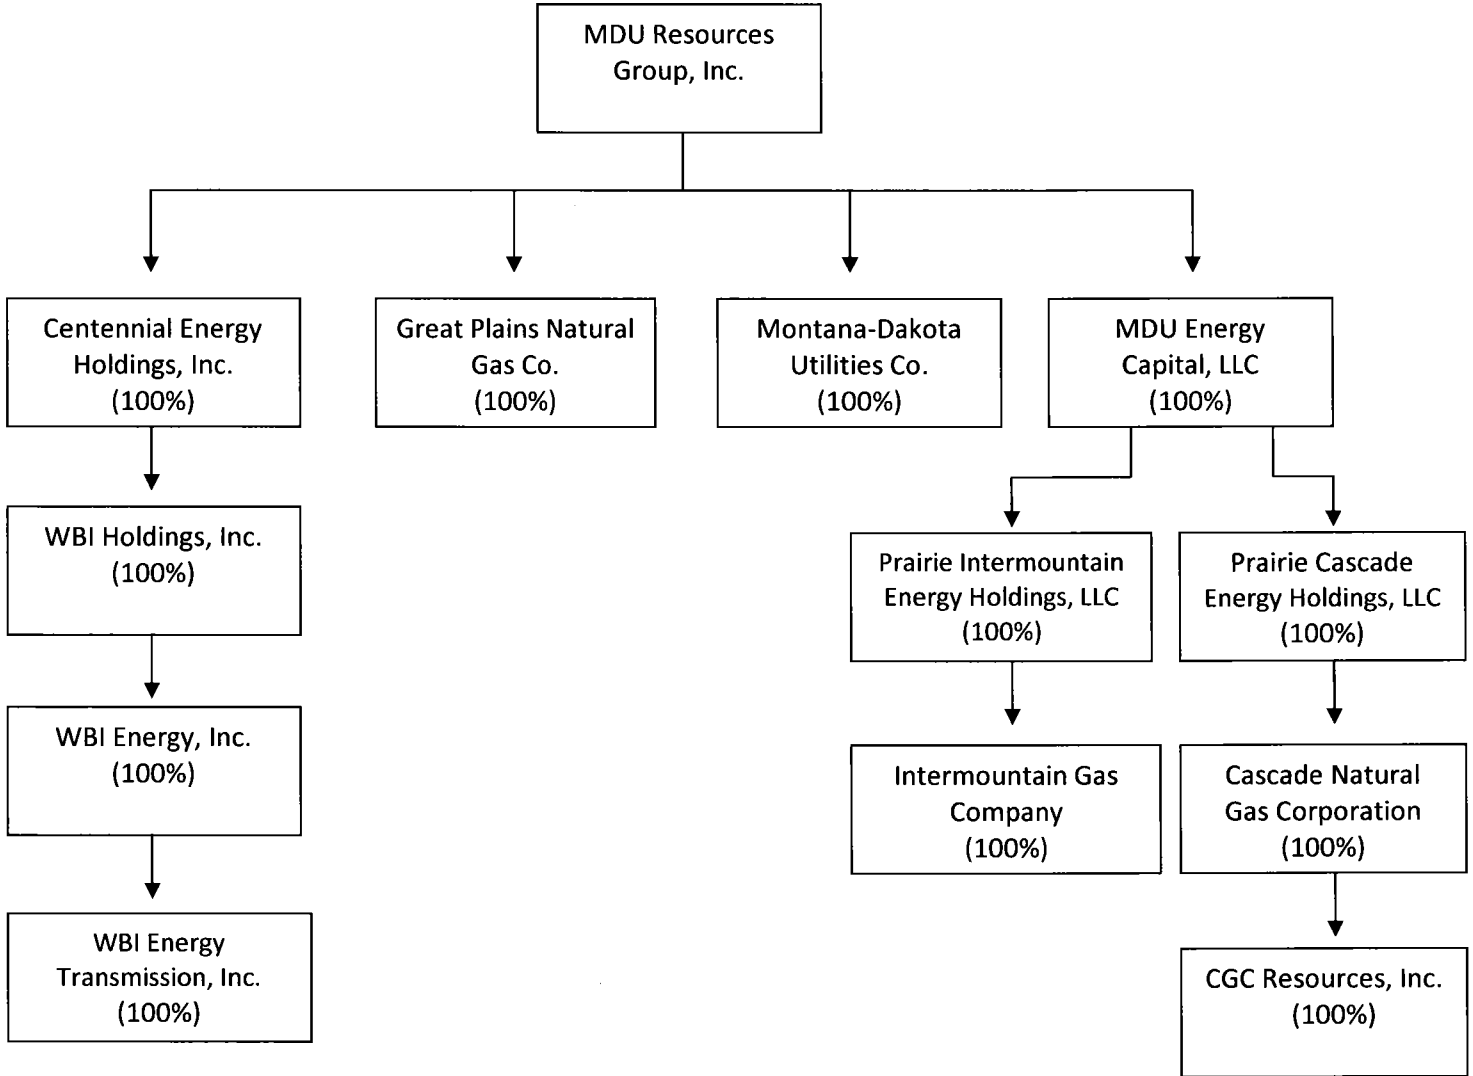 MDU Resources
Group, Inc.
Centennial Energy
Holdings, Inc.
(100%)
Great Plains Natural
Gas Co.
(100%)
Montana-Dakota
Utilities Co.
(100%)
MDU Energy
Capital, LLC
(100%)
WBI Holdings, Inc.
(100%)
Prairie Intermountain
Energy Holdings, LLC
(100%)
Prairie Cascade
Energy Holdings, LLC
(100%)
WBI Energy, Inc.
(100%)
Intermountain Gas
Company
(100%)
Cascade Natural
Gas Corporation
(100%)
WBI Energy
Transmission, Inc.
(100%)
CGC Resources, Inc.
(100%)